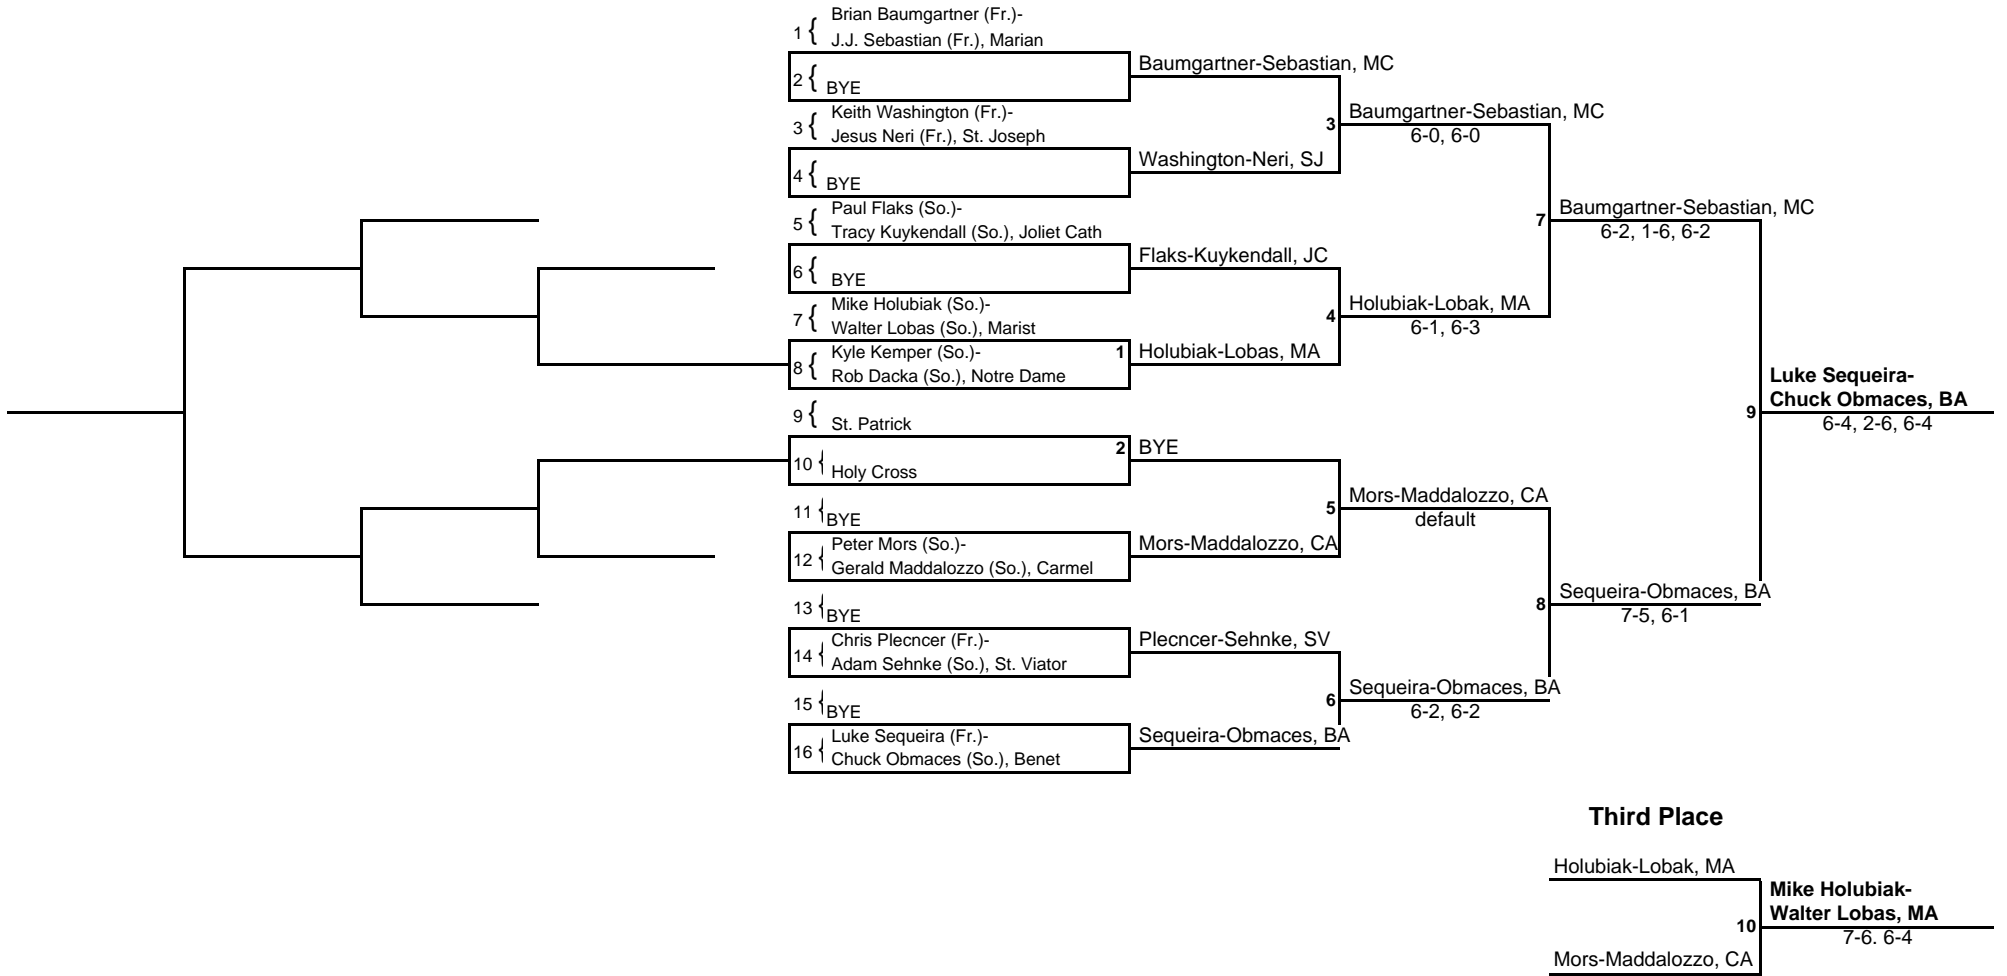 Brian Baumgartner (Fr.)-
1 {
J.J. Sebastian (Fr.), Marian
Baumgartner-Sebastian, MC
2 { BYE
Keith Washington (Fr.)-
3 {
Jesus Neri (Fr.), St. Joseph
3 Baumgartner-Sebastian, MC
6-0, 6-0
Washington-Neri, SJ
4 { BYE
Paul Flaks (So.)-
5 {
Tracy Kuykendall (So.), Joliet Cath
7 Baumgartner-Sebastian, MC
6-2, 1-6, 6-2
Flaks-Kuykendall, JC
6 { BYE
Mike Holubiak (So.)-
7 {
Walter Lobas (So.), Marist
4 Holubiak-Lobak, MA
6-1, 6-3
Kyle Kemper (So.)-
8 {
Rob Dacka (So.), Notre Dame
1 Holubiak-Lobas, MA
Luke Sequeira-
Chuck Obmaces, BA
9
6-4, 2-6, 6-4
9 { St. Patrick
2 BYE
10 { Holy Cross
5 Mors-Maddalozzo, CA
default
11 { BYE
Peter Mors (So.)-
12 {
Gerald Maddalozzo (So.), Carmel
Mors-Maddalozzo, CA
8 Sequeira-Obmaces, BA
7-5, 6-1
13 { BYE
Chris Plecncer (Fr.)-
14 {
Adam Sehnke (So.), St. Viator
Plecncer-Sehnke, SV
6 Sequeira-Obmaces, BA
6-2, 6-2
15 { BYE
Luke Sequeira (Fr.)-
16 {
Chuck Obmaces (So.), Benet
Sequeira-Obmaces, BA
Third Place
Holubiak-Lobak, MA
Mike Holubiak-
Walter Lobas, MA
10
7-6. 6-4
Mors-Maddalozzo, CA